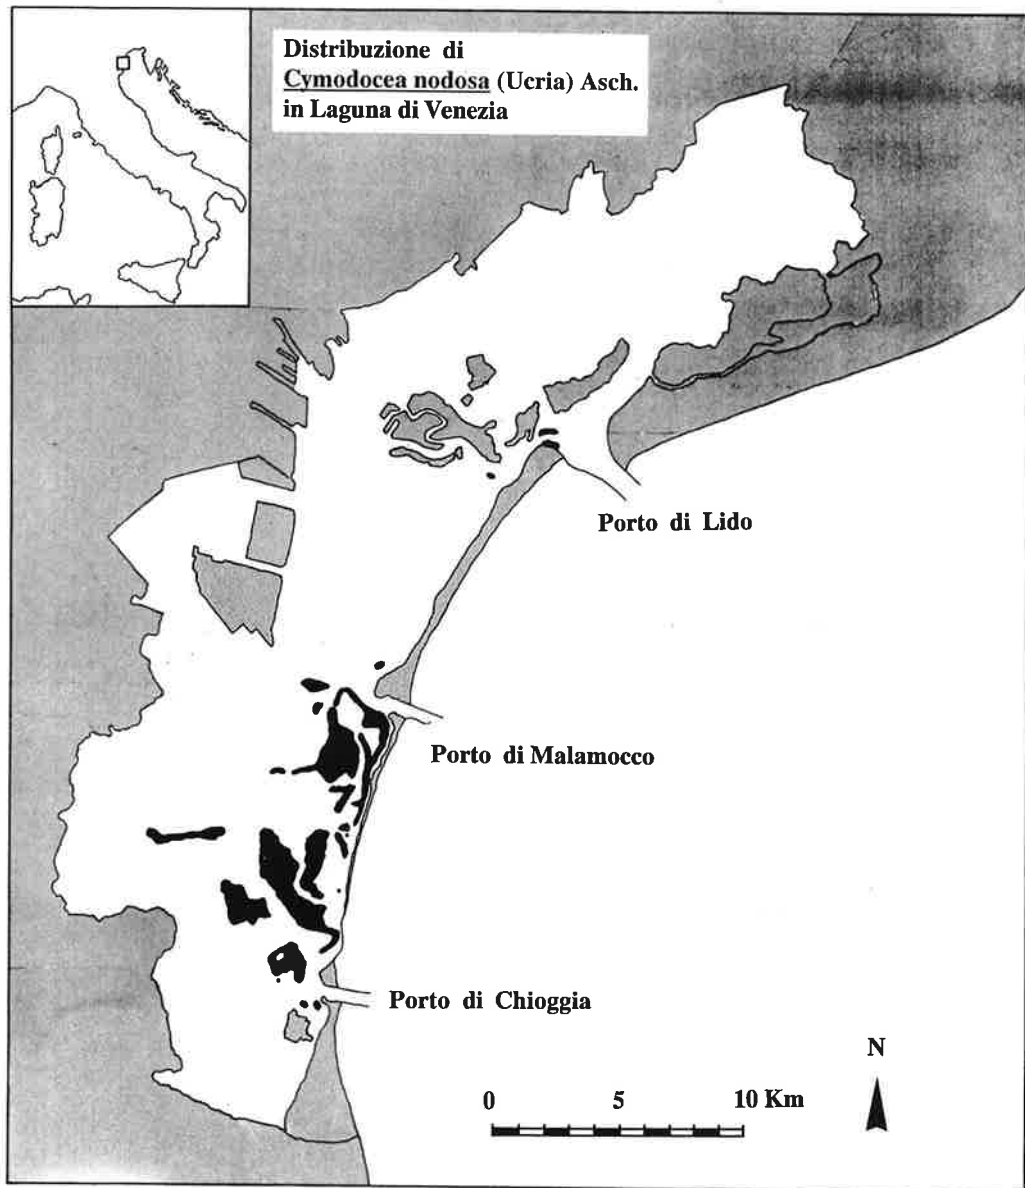 Distribuzione di
Cymodocea nodosa (Ucria) Asch.
in Laguna di Venezia
Porto di Lido
Porto di Malamocco
Porto di Chioggia
N
0 5 10 Km